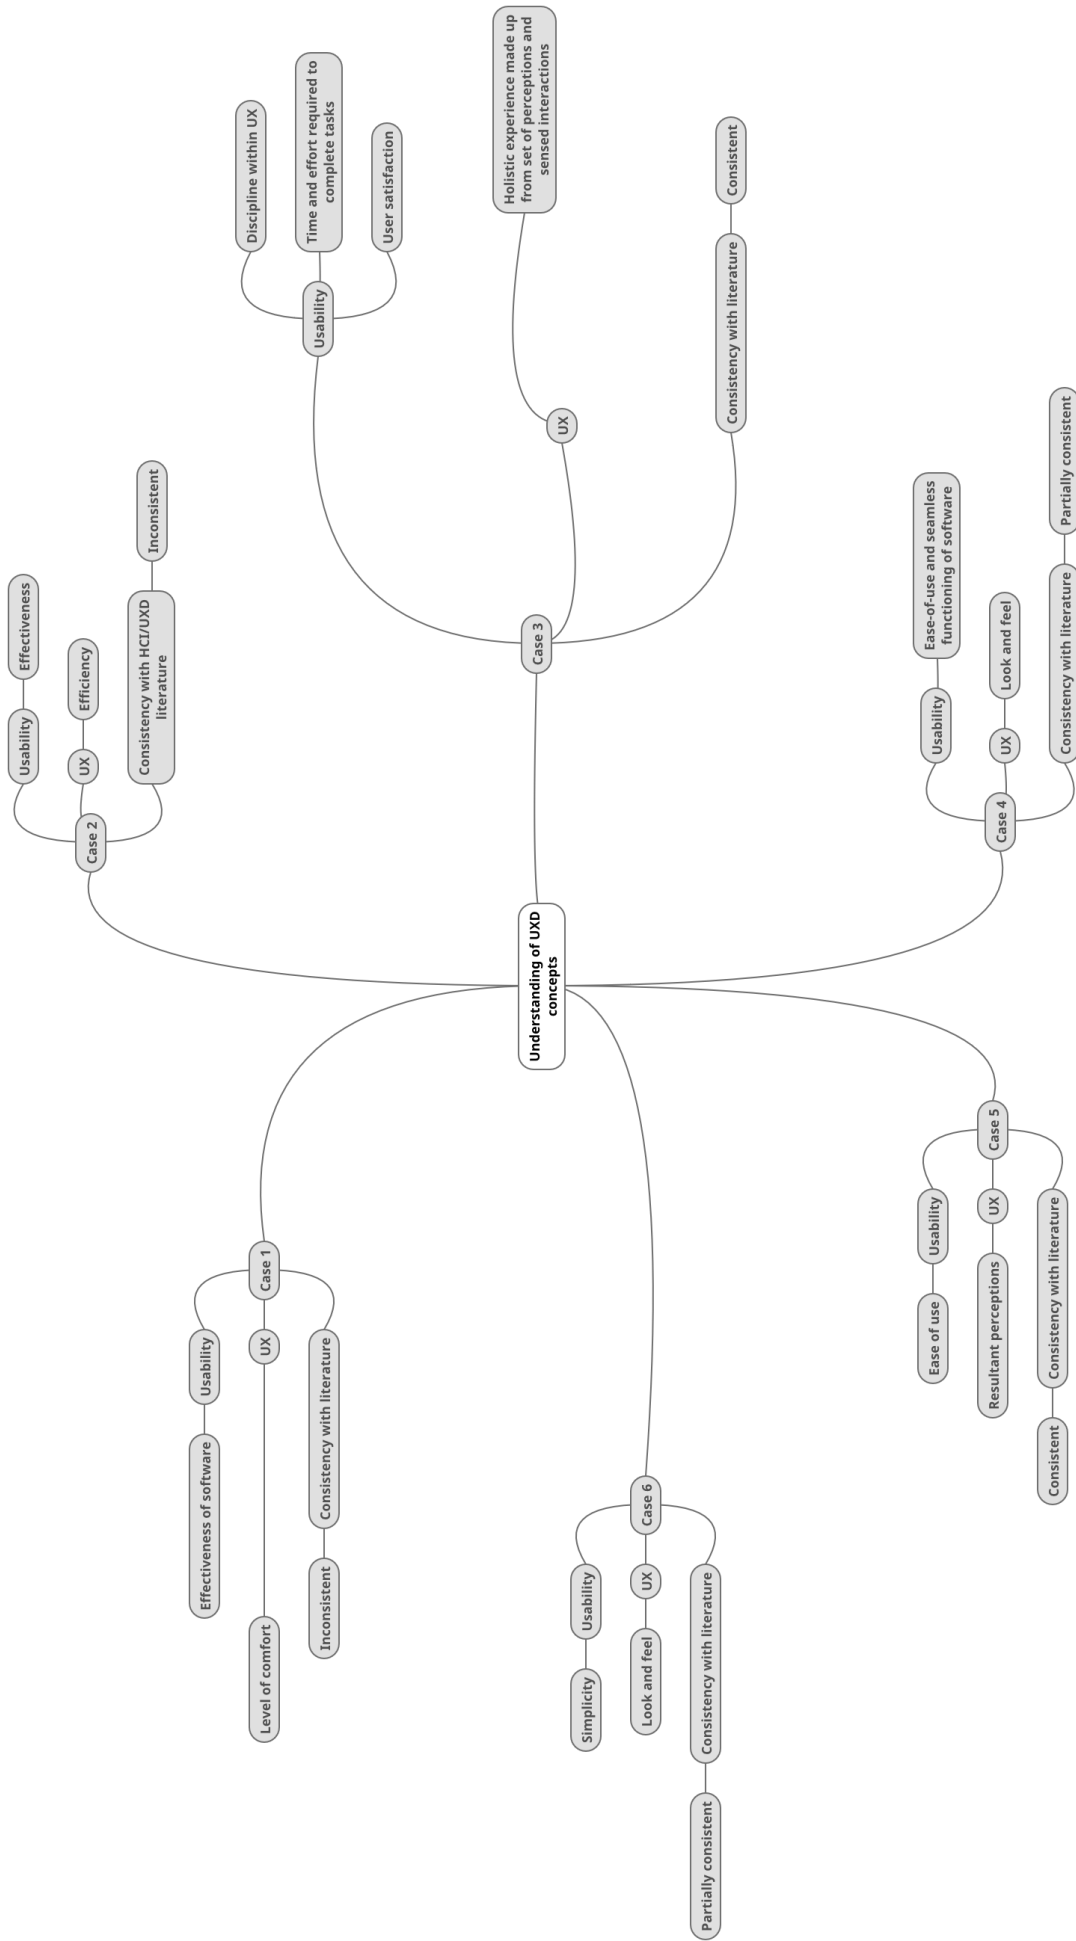 Understanding of UXD
concepts
Case 1
Usability
Effectiveness of software
UX
Level of comfort
Consistency with literature
Inconsistent
Case 2
Usability
Effectiveness
UX
Efficiency
Consistency with HCI/UXD
literature
Inconsistent
Case 3
Usability
Discipline within UX
Time and effort required to
complete tasks
User satisfaction
UX
Holistic experience made up
from set of perceptions and
sensed interactions
Consistency with literature
Consistent
Case 4
Usability
Ease-of-use and seamless
functioning of software
UX
Look and feel
Consistency with literature
Partially consistent
Case 5
Usability
Ease of use
UX
Resultant perceptions
Consistency with literature
Consistent
Case 6
Usability
Simplicity
UX
Look and feel
Consistency with literature
Partially consistent